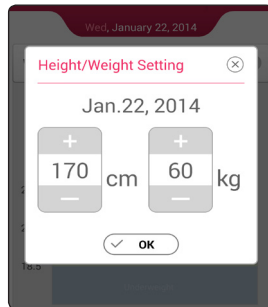 Wed, January 22, 2014
Height/Weight Setting
Jan.22, 2014
170 cm 60 kg
OK
18.5